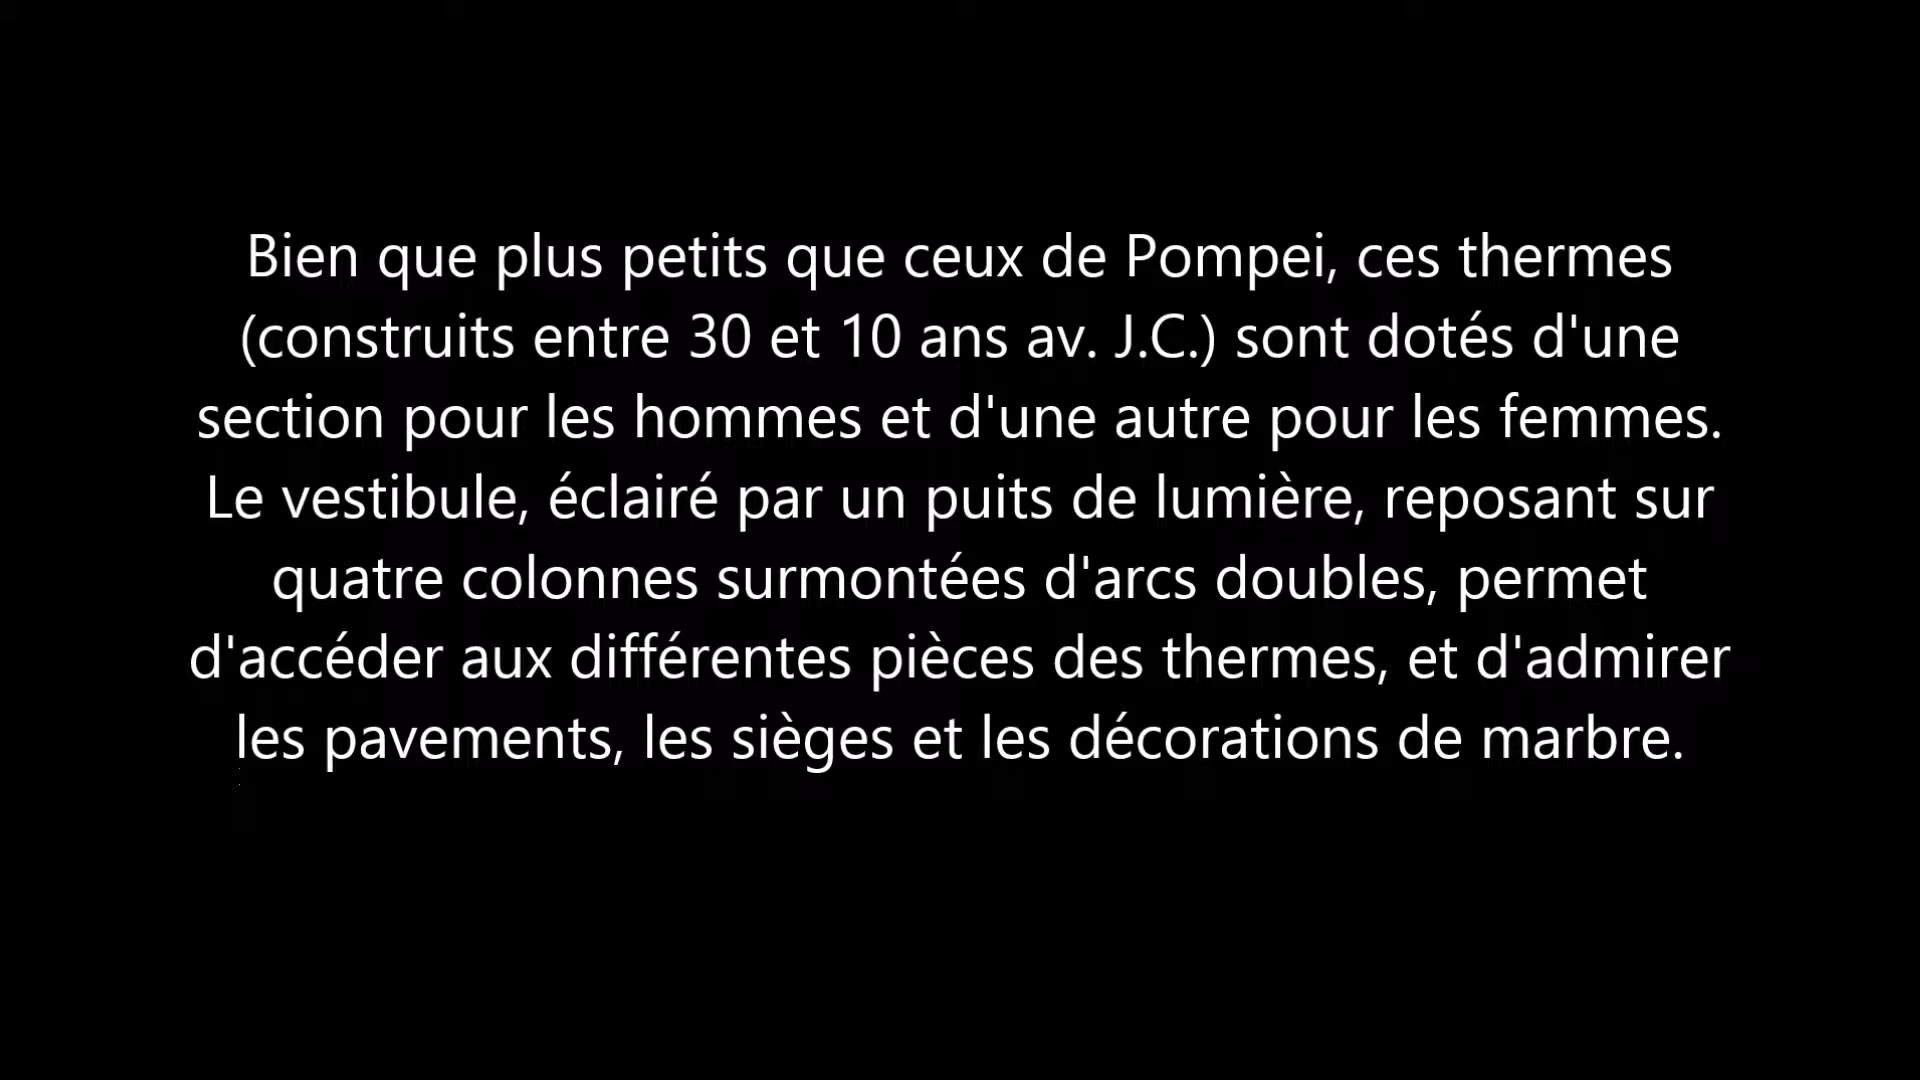 Bien que plus petits que ceux de Pompei, ces thermes
(construits entre 30 et 10 ans av. J.C.) sont dotés d'une
section pour les hommes et d'une autre pour les femmes.
Le vestibule, éclairé par un puits de lumière, reposant sur
quatre colonnes surmontées d'arcs doubles, permet
d'accéder aux différentes pièces des thermes, et d'admirer
les pavements, les sièges et les décorations de marbre.